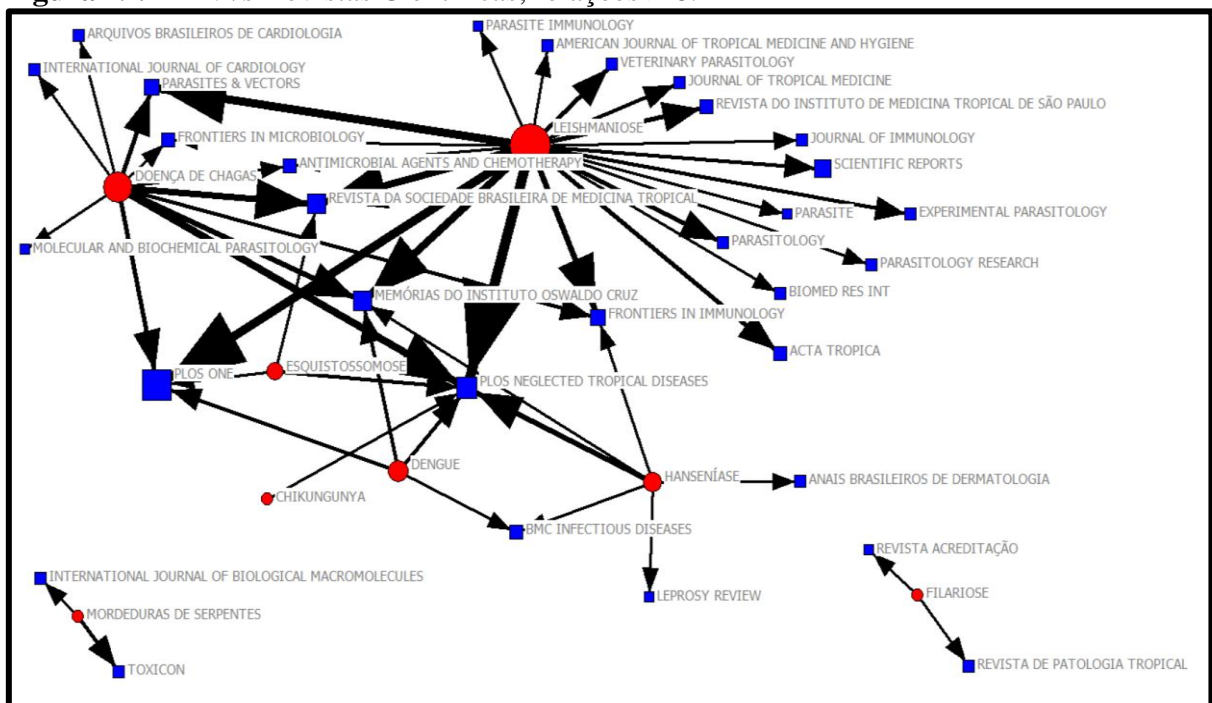 PARASITE IMMUNOLOGY
ARQUIVOS BRASILEIROS DE CARDIOLOGIA
AMERICAN JOURNAL OF TROPICAL MEDICINE AND HYGIENE
INTERNATIONAL JOURNAL OF CARDIOLOGY
VETERINARY PARASITOLOGY
PARASITES & VECTORS
JOURNAL OF TROPICAL MEDICINE
REVISTA DO INSTITUTO DE MEDICINA TROPICAL DE SÃO PAULO
LEISHMANIOSE
FRONTIERS IN MICROBIOLOGY
JOURNAL OF IMMUNOLOGY
ANTIMICROBIAL AGENTS AND CHEMOTHERAPY
SCIENTIFIC REPORTS
DOENÇA DE CHAGAS
REVISTA DA SOCIEDADE BRASILEIRA DE MEDICINA TROPICAL
PARASITE
EXPERIMENTAL PARASITOLOGY
PARASITOLOGY
MOLECULAR AND BIOCHEMICAL PARASITOLOGY
PARASITOLOGY RESEARCH
BIOMED RES INT
MEMÓRIAS DO INSTITUTO OSWALDO CRUZ
FRONTIERS IN IMMUNOLOGY
ACTA TROPICA
ESQUISTOSSOMOSE
PLOS ONE
PLOS NEGLECTED TROPICAL DISEASES
DENGUE
HANSENÍASE
ANAIS BRASILEIROS DE DERMATOLOGIA
CHIKUNGUNYA
BMC INFECTIOUS DISEASES
REVISTA ACREDITAÇÃO
INTERNATIONAL JOURNAL OF BIOLOGICAL MACROMOLECULES
FILARIOSE
LEPROSY REVIEW
MORDEDURAS DE SERPENTES
REVISTA DE PATOLOGIA TROPICAL
TOXICON